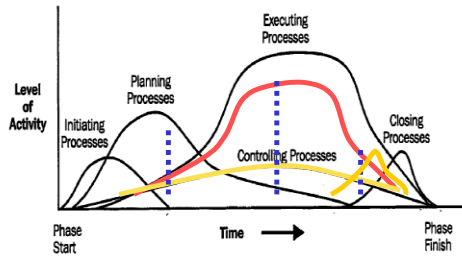 Executing
Processes
Planning
Processes
Level
of
Activity
Initiating
Processes
Closing
Processes
Controlling Processes
Phase
Start
Time
Phase
Finish